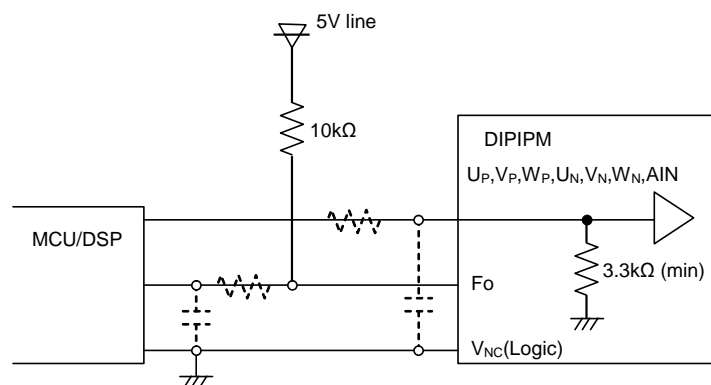 5V line
10kΩ
DIPIPM
UP,VP,WP,UN,VN,WN,AIN
MCU/DSP
3.3kΩ (min)
Fo
VNC(Logic)